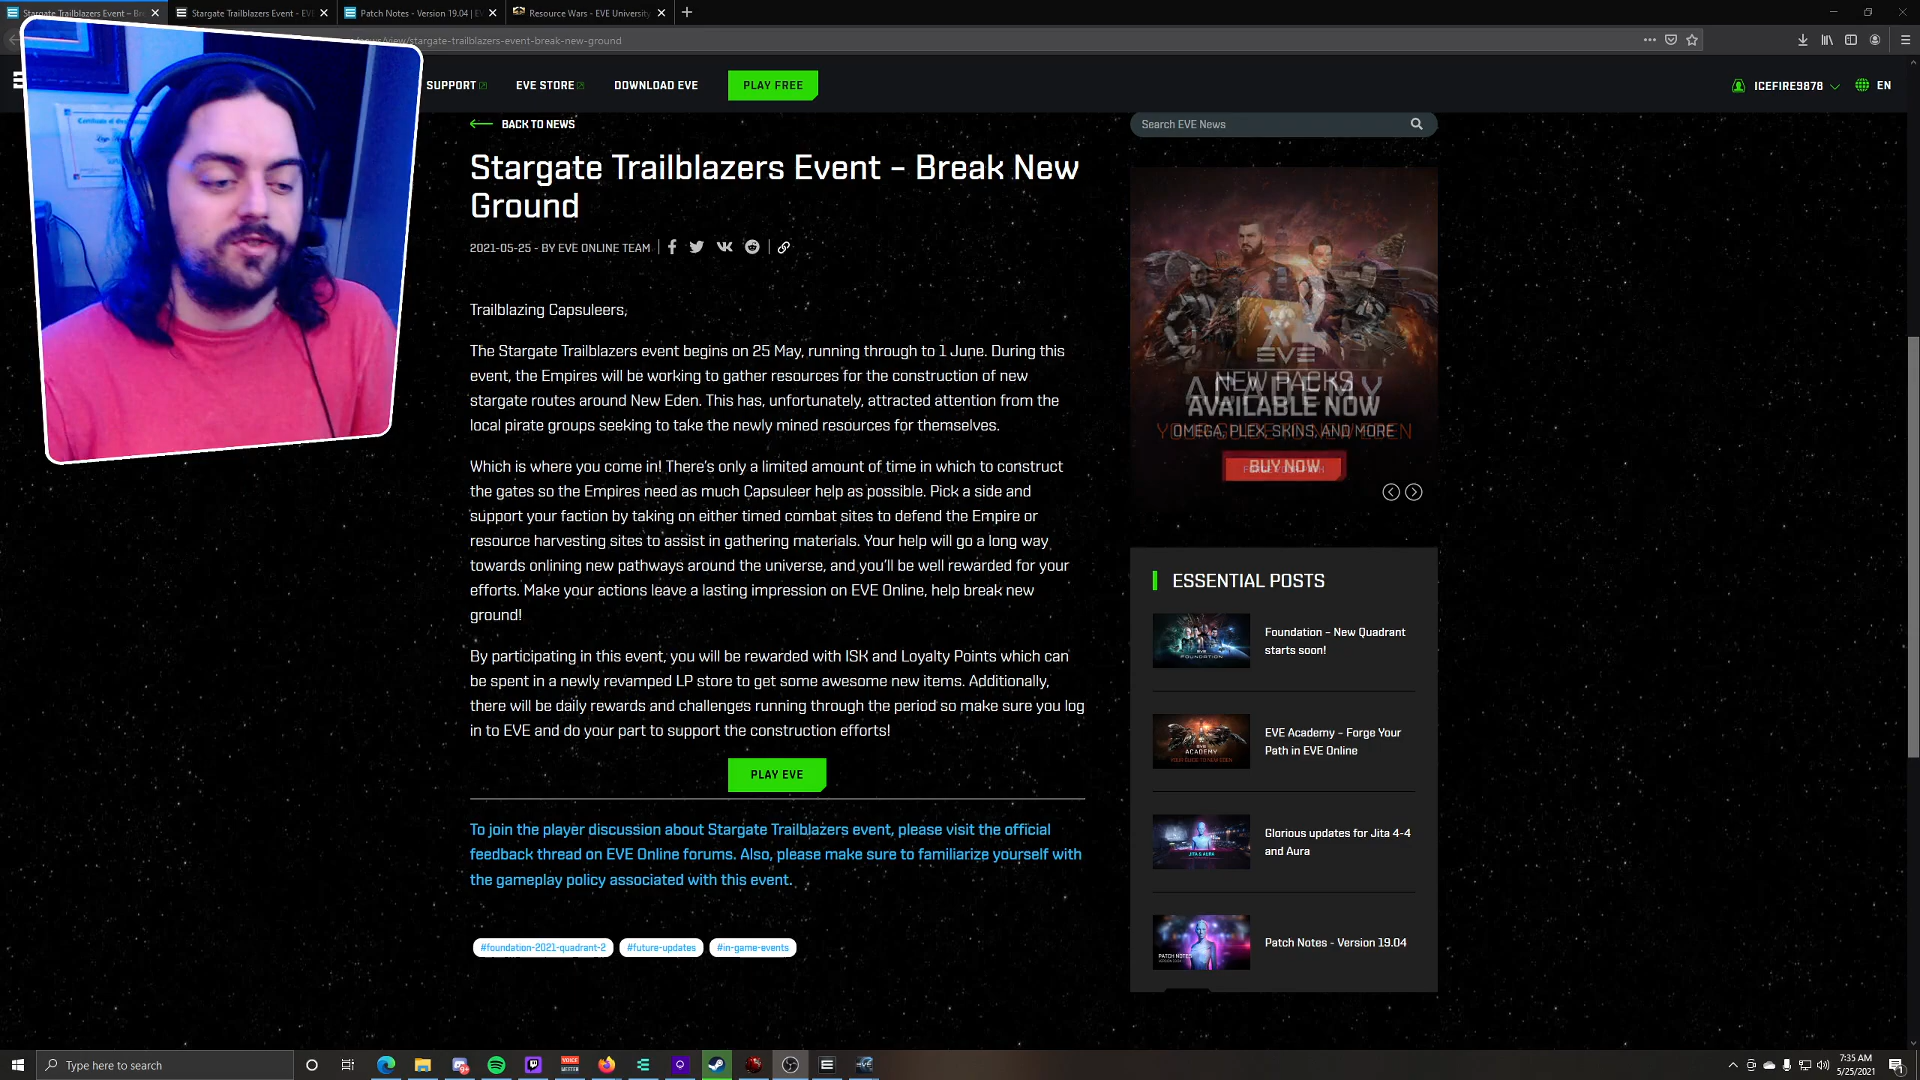 Stargate Trailblazers Event – Br
Stargate Trailblazers Event - EVE
Patch Notes - Version 19.04 | E
Resource Wars - EVE University
/view/stargate-trailblazers-event-break-new-ground
SUPPORT
EVE STORE
DOWNLOAD EVE
PLAY FREE
ICEFIRE9878
EN
BACK TO NEWS
Search EVE News
Stargate Trailblazers Event – Break New
Ground
2021-05-25 - BY EVE ONLINE TEAM
Trailblazing Capsuleers,
The Stargate Trailblazers event begins on 25 May, running through to 1 June. During this
event, the Empires will be working to gather resources for the construction of new
stargate routes around New Eden. This has, unfortunately, attracted attention from the
local pirate groups seeking to take the newly mined resources for themselves.
Which is where you come in! There's only a limited amount of time in which to construct
the gates so the Empires need as much Capsuleer help as possible. Pick a side and
support your faction by taking on either timed combat sites to defend the Empire or
resource harvesting sites to assist in gathering materials. Your help will go a long way
towards onlining new pathways around the universe, and you'll be well rewarded for your
efforts. Make your actions leave a lasting impression on EVE Online, help break new
ground!
By participating in this event, you will be rewarded with ISK and Loyalty Points which can
be spent in a newly revamped LP store to get some awesome new items. Additionally,
there will be daily rewards and challenges running through the period so make sure you log
in to EVE and do your part to support the construction efforts!
PLAY EVE
To join the player discussion about Stargate Trailblazers event, please visit the official
feedback thread on EVE Online forums. Also, please make sure to familiarize yourself with
the gameplay policy associated with this event.
#foundation-2021-quadrant-2
#future-updates
#in-game-events
EVE
ACADEMY
NEW PACKS
AVAILABLE NOW
OMEGA, PLEX, SKINS, AND MORE
BUY NOW
ESSENTIAL POSTS
Foundation – New Quadrant
starts soon!
EVE Academy – Forge Your
Path in EVE Online
Glorious updates for Jita 4-4
and Aura
Patch Notes - Version 19.04
Type here to search
7:35 AM
5/25/2021